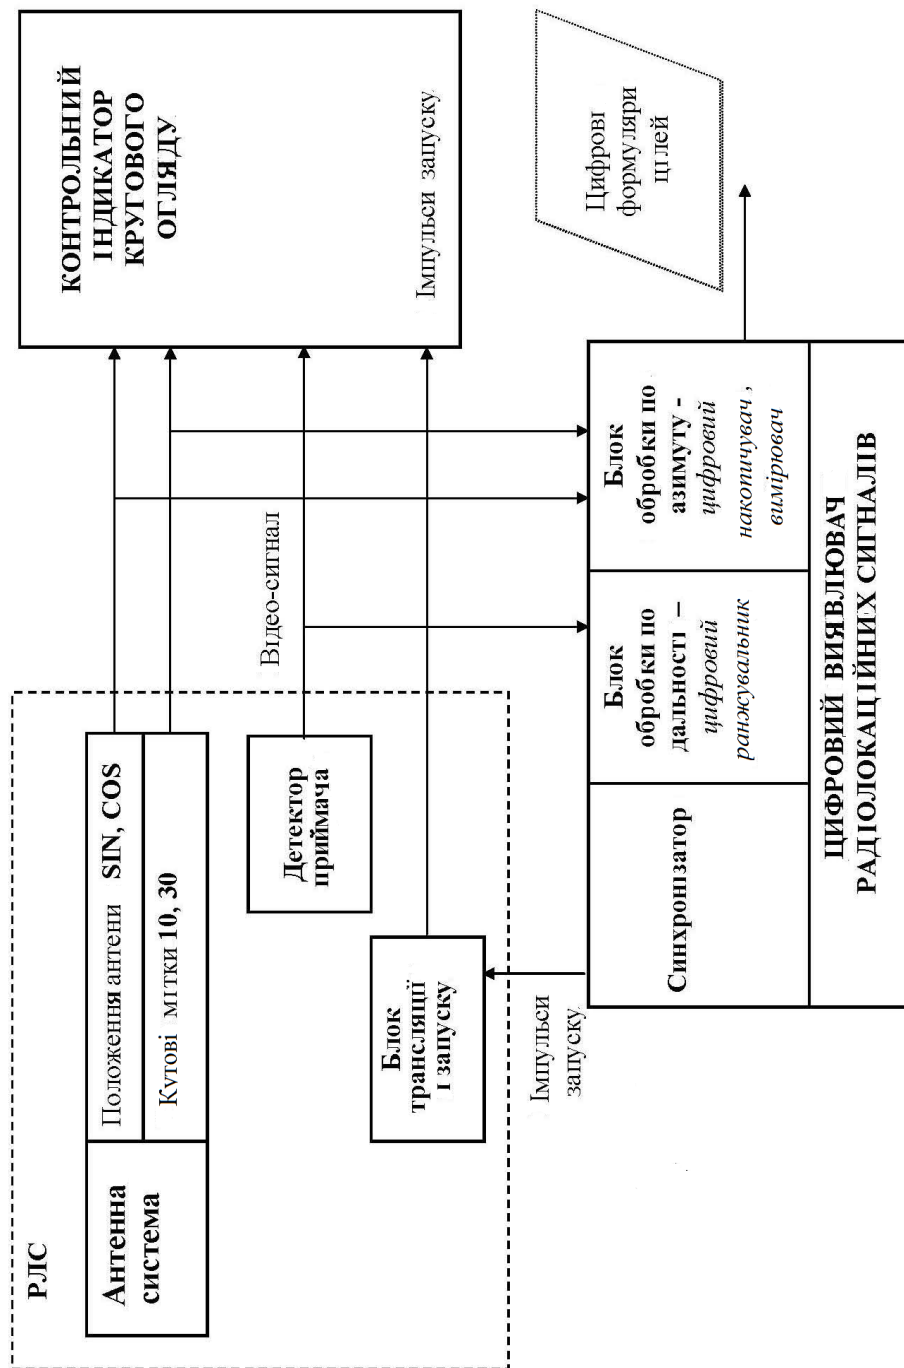 РЛС
Антенна
система
Положення антени SIN, COS
Кутові мітки 10, 30
Детектор
приймача
Блок
трансляції
і запуску
Відео-сигнал
Імпульси
запуску
КОНТРОЛЬНИЙ
ІНДИКАТОР
КРУГОВОГО
ОГЛЯДУ
Імпульси запуску
Синхронізатор
Блок
обробки по
дальності –
цифровий
ранжувальник
Блок
обробки по
азимуту -
цифровий
накопичувач ,
вимірювач
ЦИФРОВИЙ ВИЯВЛЮВАЧ
РАДІОЛОКАЦІЙНИХ СИГНАЛІВ
Цифрові
формуляри
цілей